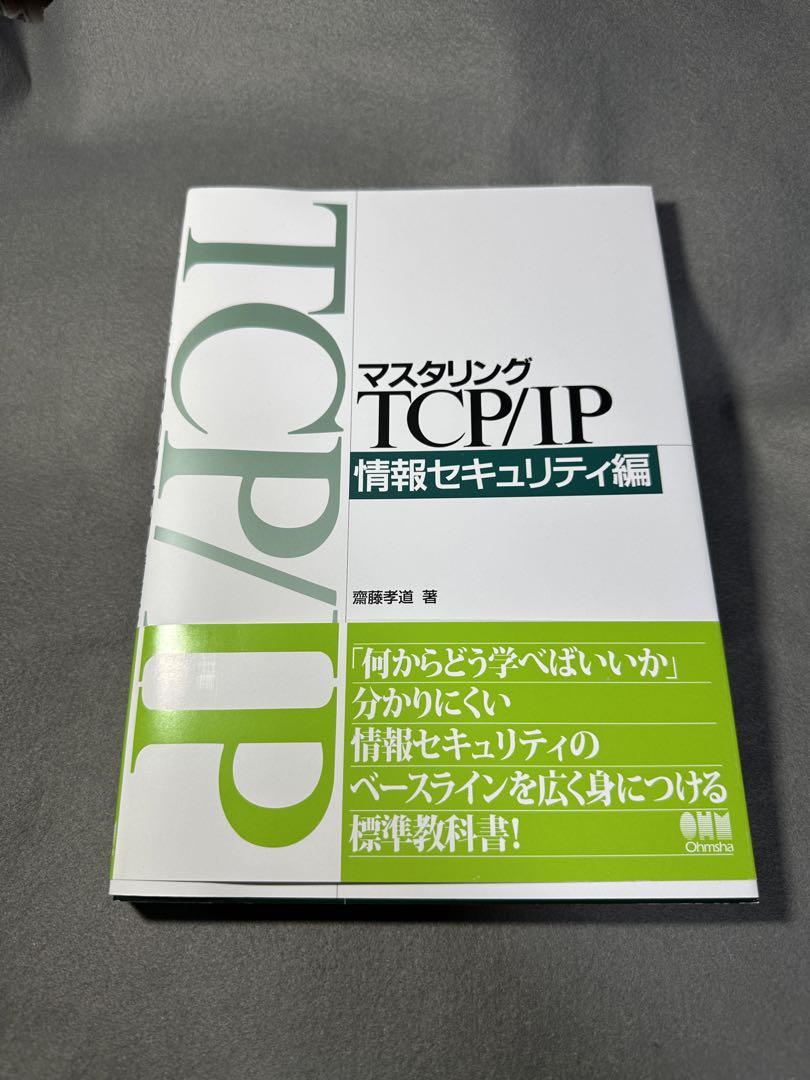 TCP/IP
マスタリング
TCP/IP
情報セキュリティ編
齋藤孝道 著
「何からどう学べばいいか」
分かりにくい
情報セキュリティの
ベースラインを広く身につける
標準教科書!
OHM
Ohmsha